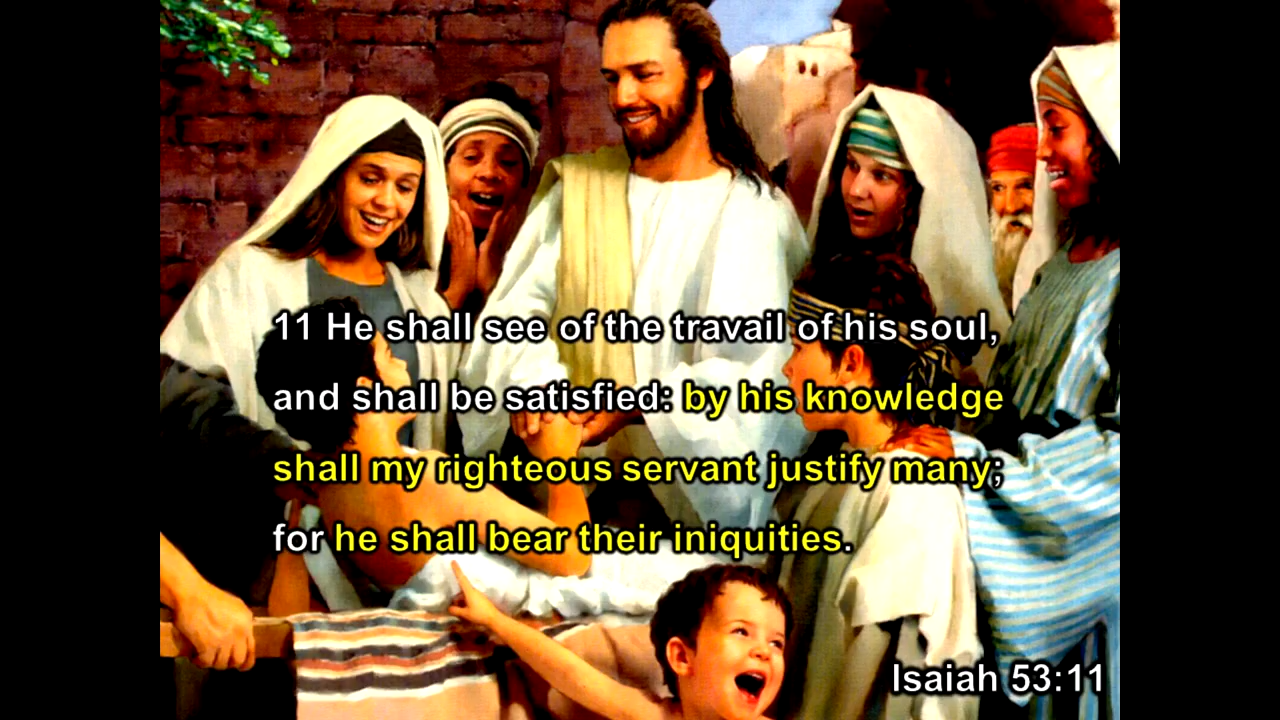 11 He shall see of the travail of his soul,
and shall be satisfied: by his knowledge
shall my righteous servant justify many;
for he shall bear their iniquities.
Isaiah 53:11